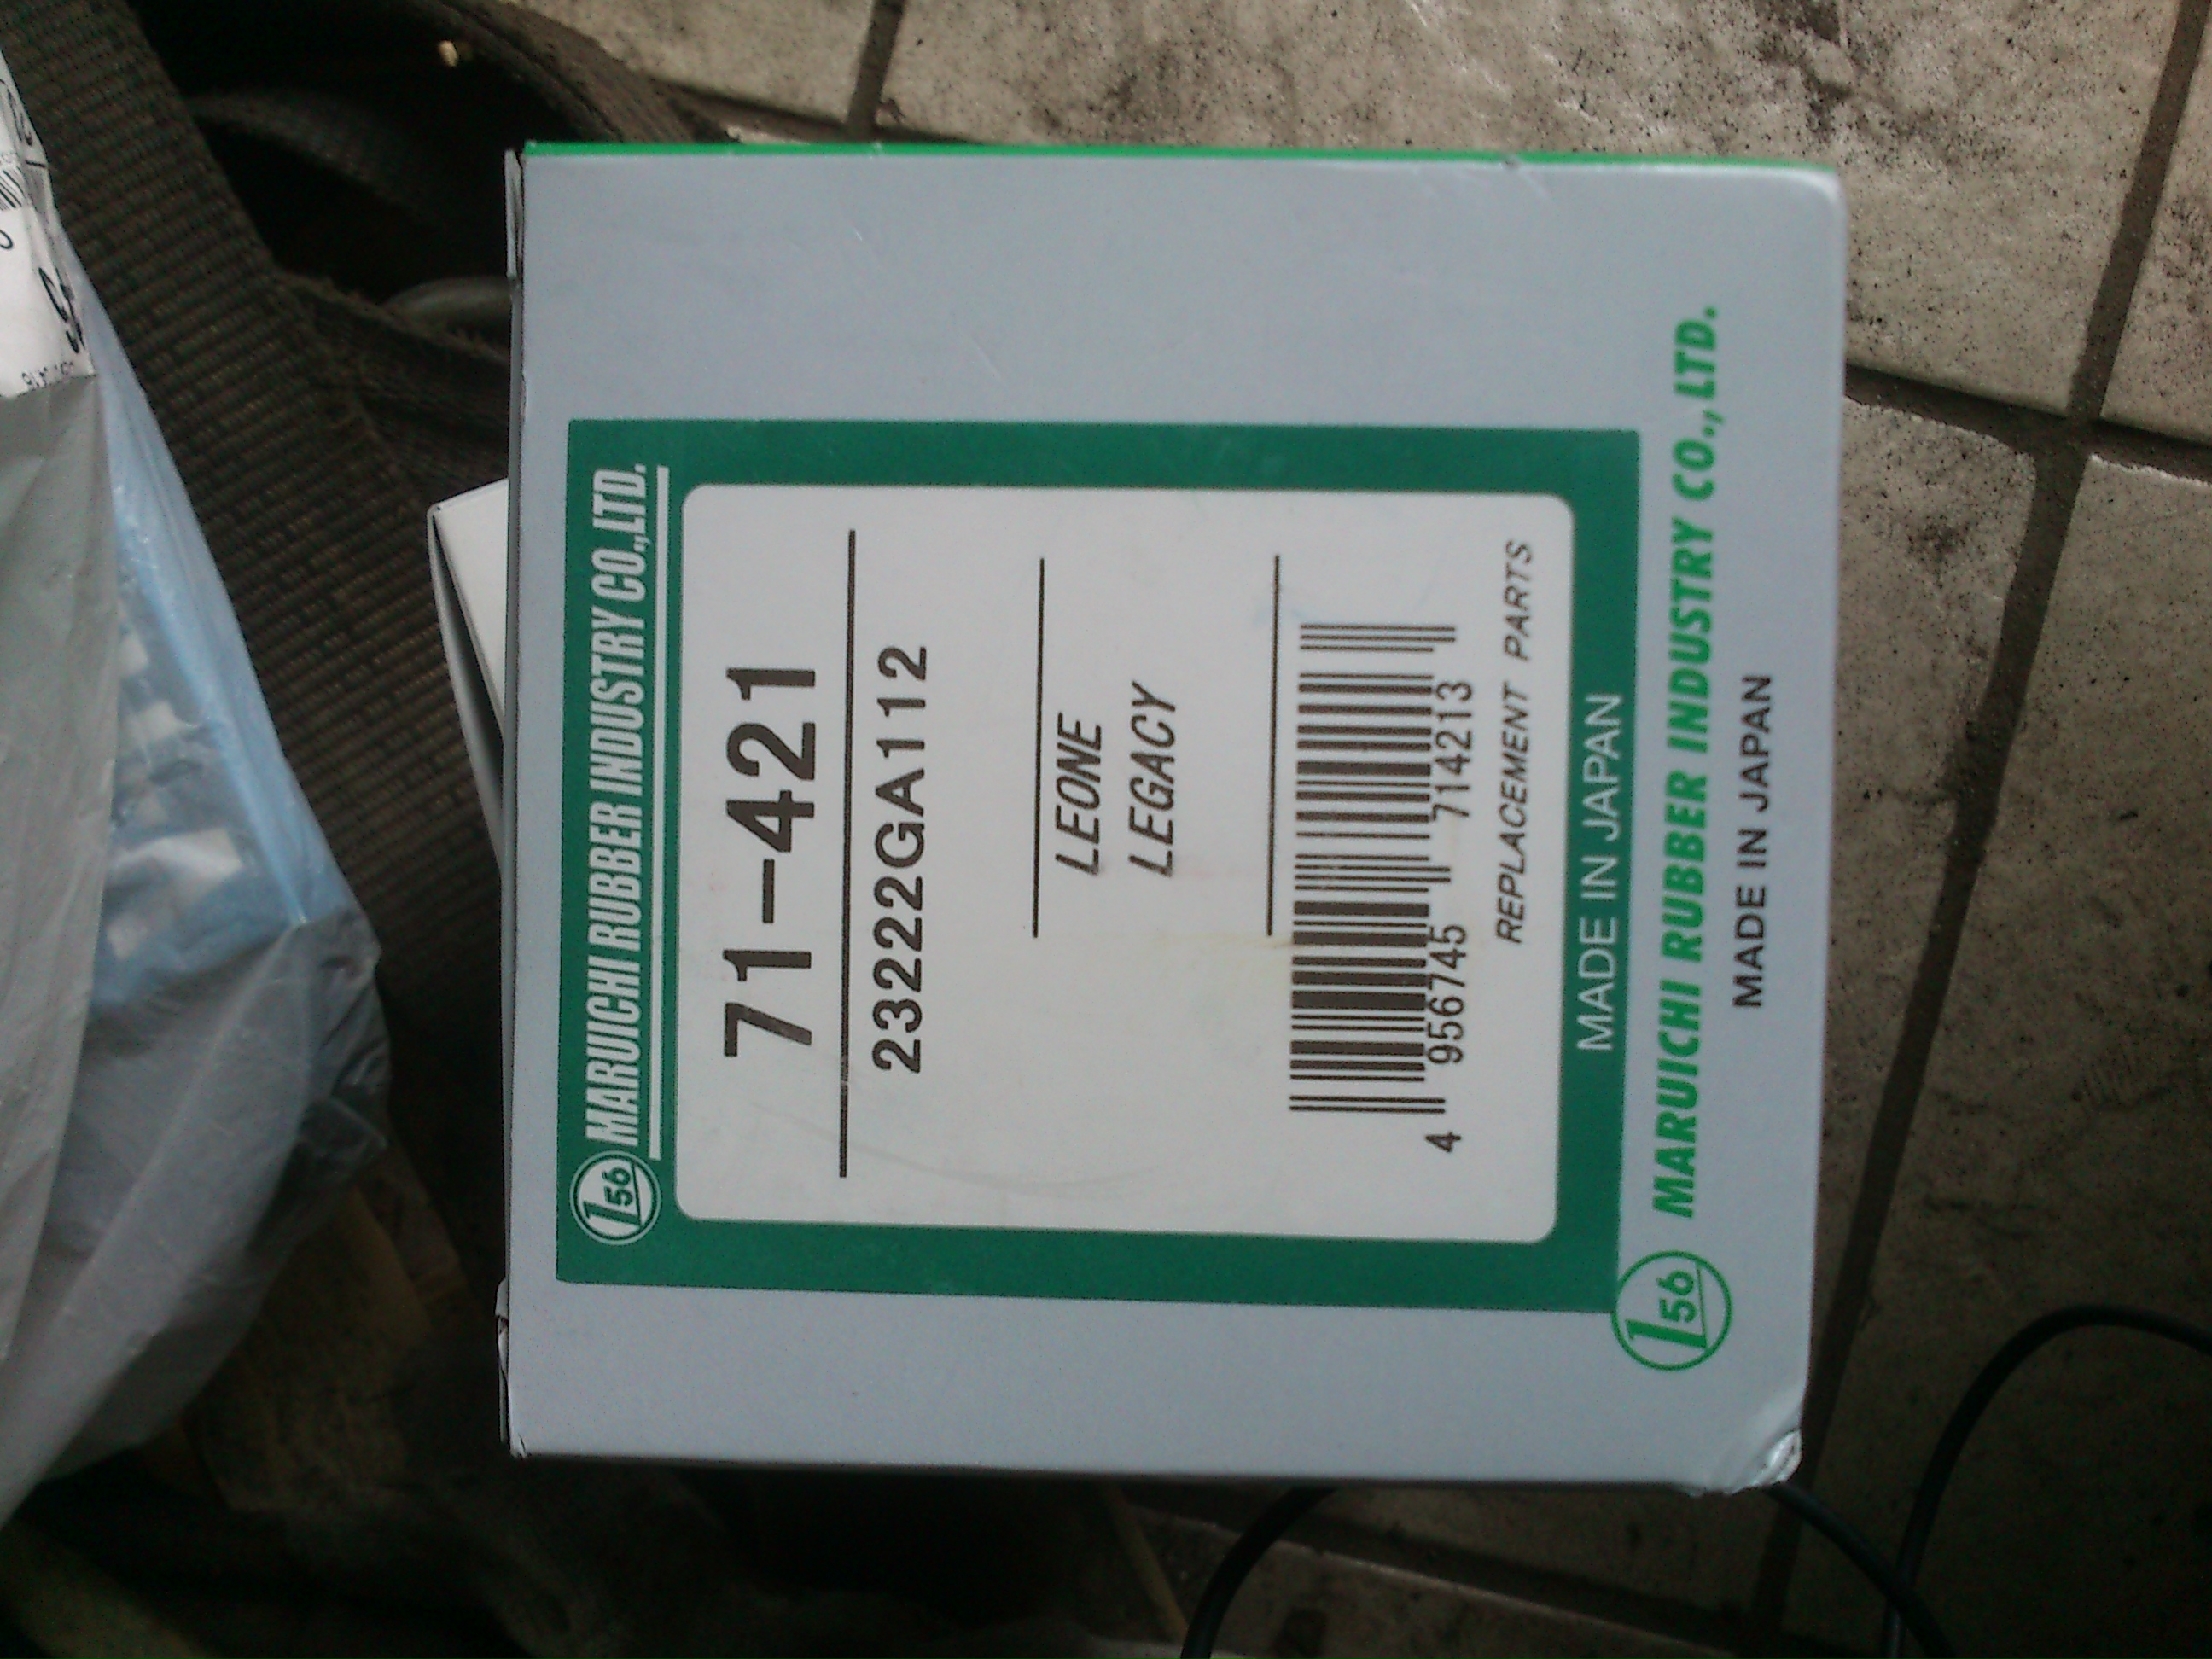 156 MARUICHI RUBBER INDUSTRY CO.,LTD.
71-421
23222GA112
LEONE
LEGACY
4 956745 714213
REPLACEMENT PARTS
MADE IN JAPAN
156 MARUICHI RUBBER INDUSTRY CO.,LTD.
MADE IN JAPAN